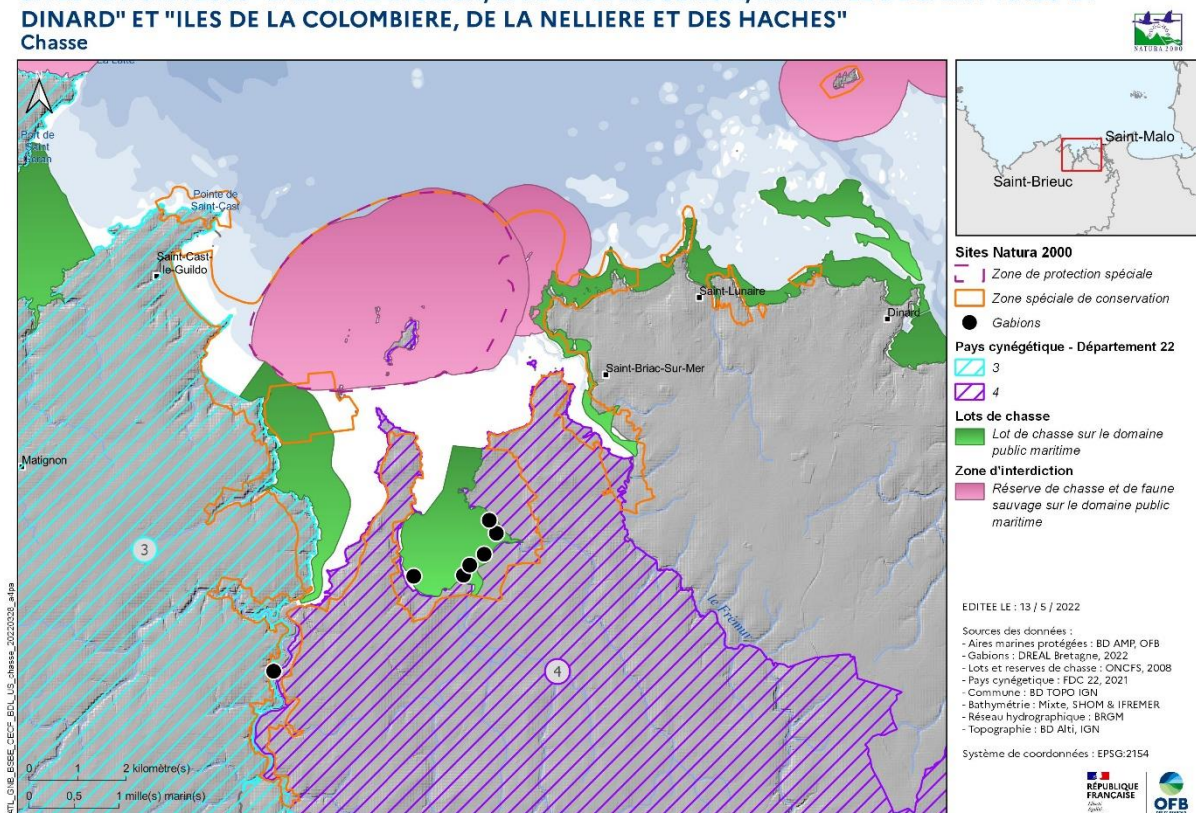 DINARD" ET "ILES DE LA COLOMBIERE, DE LA NELLIERE ET DES HACHES"
Chasse
NATURA 2000
La Latte
Port de
Saint
Géran
Pointe de
Saint-Cast
Saint-Cast-
le-Guildo
Saint-Lunaire
Dinard
Saint-Briac-Sur-Mer
Matignon
3
4
le Frémur
0 1 2 kilomètre(s)
0 0,5 1 mille(s) marin(s)
Saint-Malo
Saint-Brieuc
Sites Natura 2000
Zone de protection spéciale
Zone spéciale de conservation
Gabions
Pays cynégétique - Département 22
3
4
Lots de chasse
Lot de chasse sur le domaine
public maritime
Zone d'interdiction
Réserve de chasse et de faune
sauvage sur le domaine public
maritime
EDITEE LE : 13 / 5 / 2022
Sources des données :
- Aires marines protégées : BD AMP, OFB
- Gabions : DREAL Bretagne, 2022
- Lots et reserves de chasse : ONCFS, 2008
- Pays cynégetique : FDC 22, 2021
- Commune : BD TOPO IGN
- Bathymétrie : Mixte, SHOM & IFREMER
- Réseau hydrographique : BRGM
- Topographie : BD Alti, IGN
Système de coordonnées : EPSG:2154
RÉPUBLIQUE
FRANÇAISE
OFB